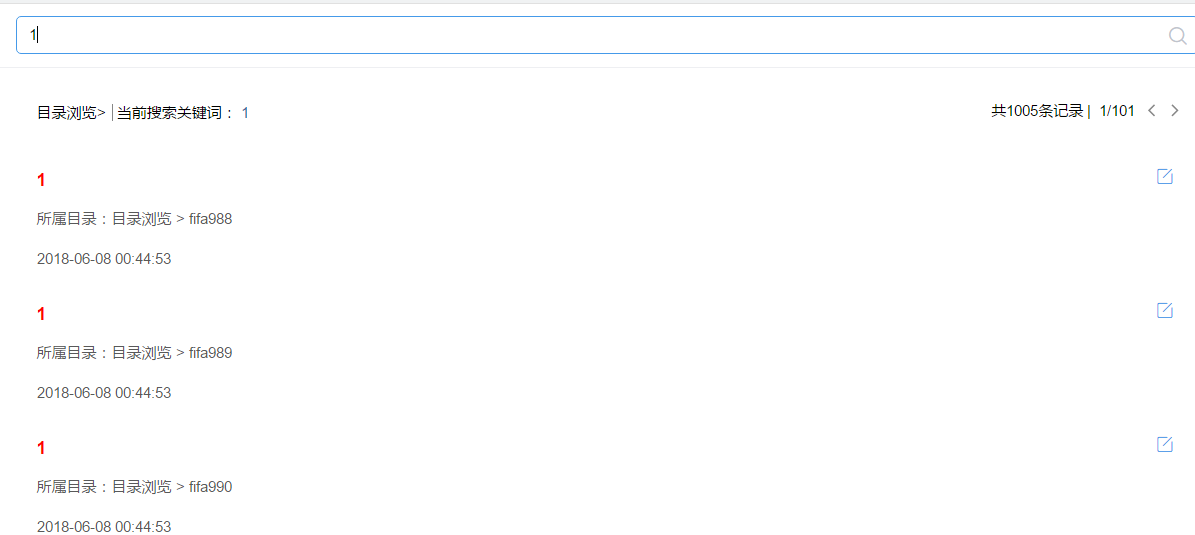 1
目录浏览> |当前搜索关键词： 1
共1005条记录 | 1/101
1
所属目录：目录浏览 > fifa988
2018-06-08 00:44:53
1
所属目录：目录浏览 > fifa989
2018-06-08 00:44:53
1
所属目录：目录浏览 > fifa990
2018-06-08 00:44:53